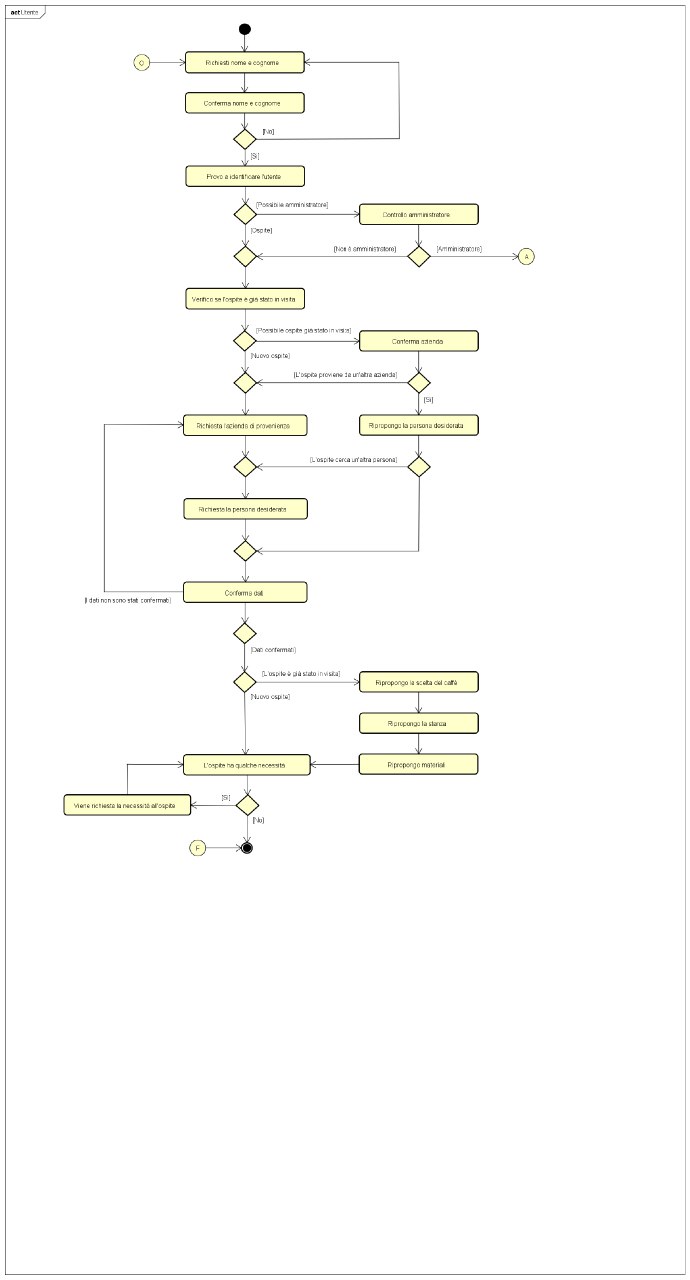 act Utente
Richiesti nome e cognome
Conferma nome e cognome
[No]
[Si]
Provo a identificare l'utente
[Possibile amministratore]
Controllo amministratore
[Ospite]
[Non è amministratore]
[Amministratore]
A
Verifico se l'ospite è già stato in visita
[Possibile ospite già stato in visita]
Conferma azienda
[Nuovo ospite]
[L'ospite proviene da un'altra azienda]
[Si]
Richiesta l'azienda di provenienza
Ripropongo la persona desiderata
[L'ospite cerca un'altra persona]
Richiesta la persona desiderata
Conferma dati
[I dati non sono stati confermati]
[Dati confermati]
[L'ospite è già stato in visita]
Ripropongo la scelta del caffè
[Nuovo ospite]
Ripropongo la stanza
L'ospite ha qualche necessità
Ripropongo materiali
[Si]
Viene richiesta la necessità all'ospite
[No]
F